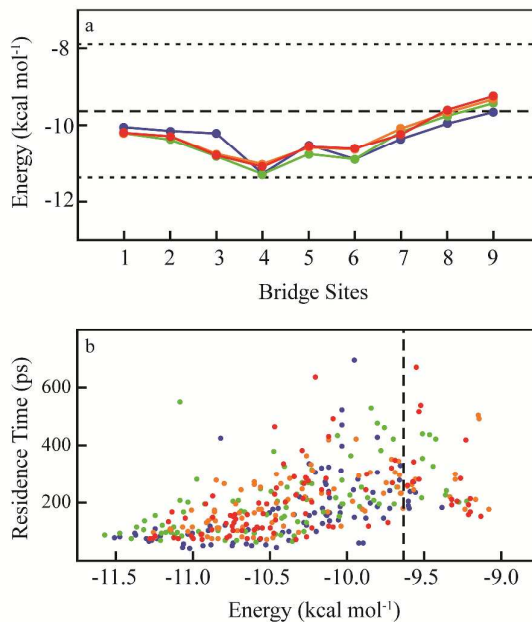 a
-8
-10
-12
Energy (kcal mol⁻¹)
1 2 3 4 5 6 7 8 9
Bridge Sites
b
600
400
200
Residence Time (ps)
-11.5 -11.0 -10.5 -10.0 -9.5 -9.0
Energy (kcal mol⁻¹)